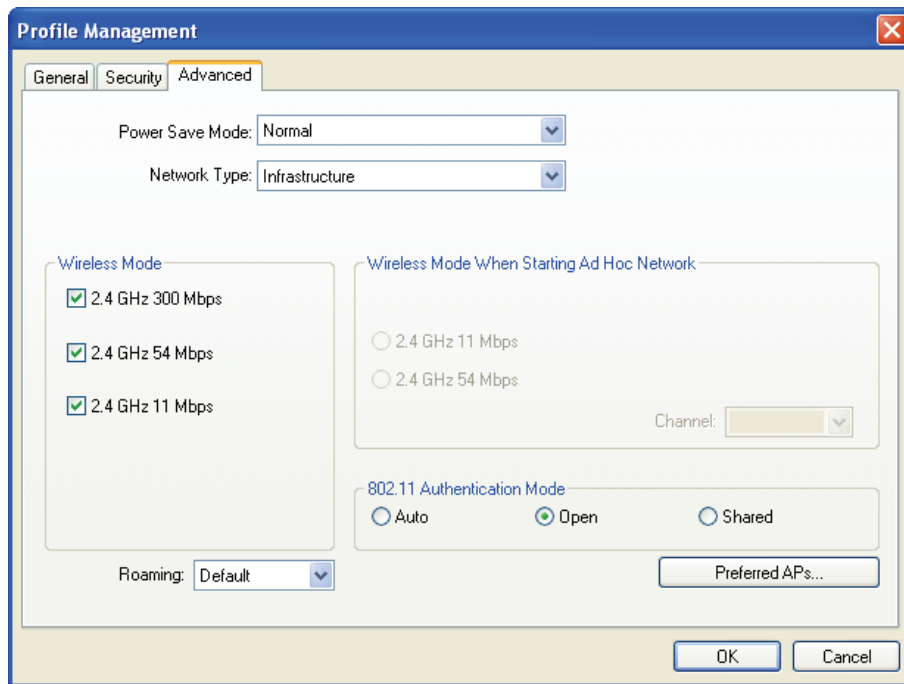 Profile Management
General Security Advanced
Power Save Mode: Normal
Network Type: Infrastructure
Wireless Mode
2.4 GHz 300 Mbps
2.4 GHz 54 Mbps
2.4 GHz 11 Mbps
Wireless Mode When Starting Ad Hoc Network
2.4 GHz 11 Mbps
2.4 GHz 54 Mbps
Channel:
802.11 Authentication Mode
Auto Open Shared
Roaming: Default
Preferred APs...
OK Cancel